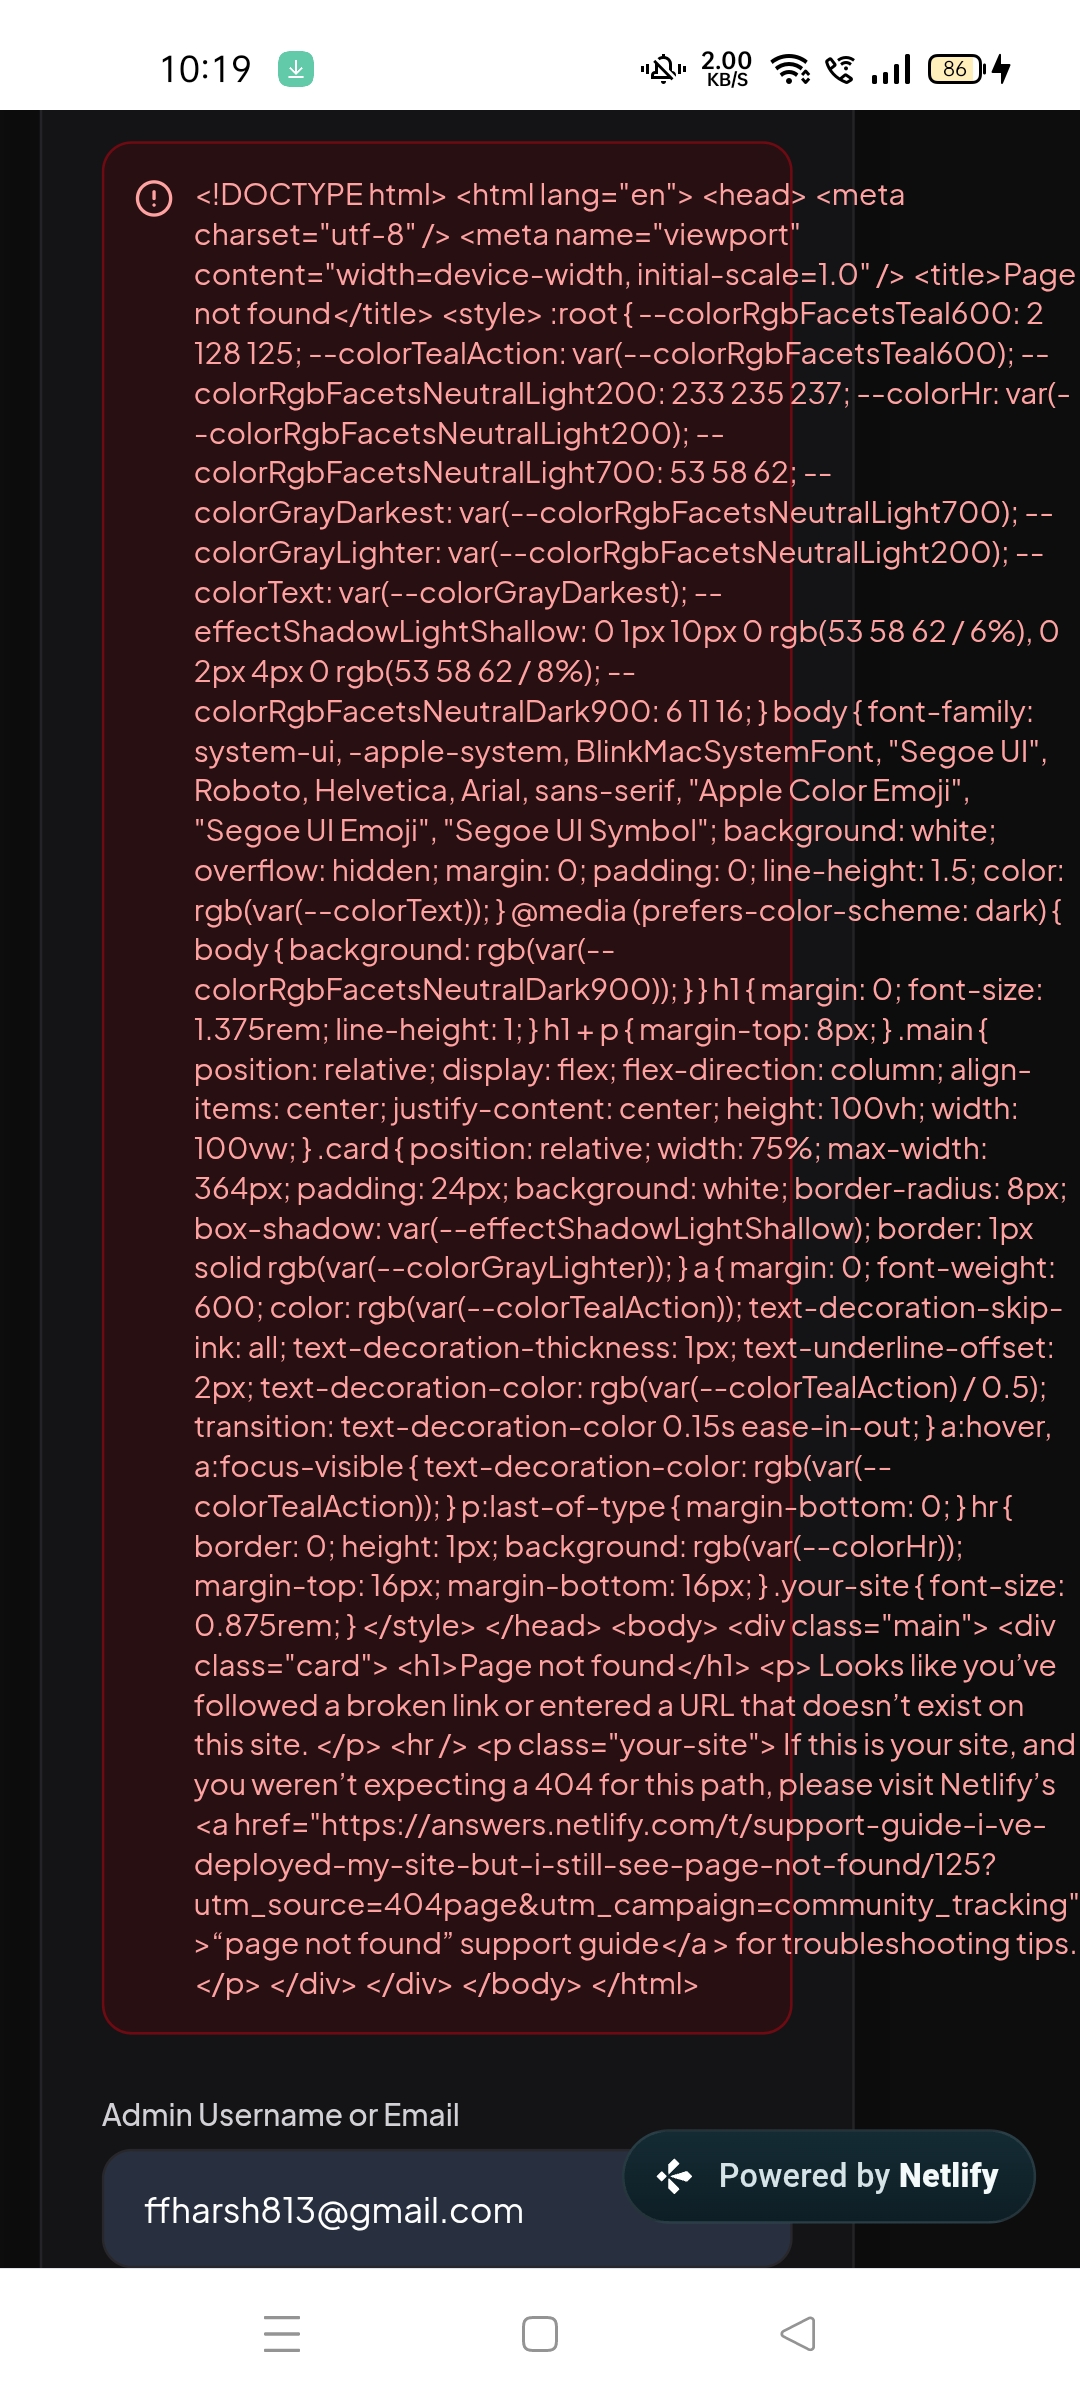 10:19
2.00
KB/S
86
<!DOCTYPE html> <html lang="en"> <head> <meta
charset="utf-8" /> <meta name="viewport"
content="width=device-width, initial-scale=1.0" /> <title>Page
not found</title> <style> :root { --colorRgbFacetsTeal600: 2
128 125; --colorTealAction: var(--colorRgbFacetsTeal600); --
colorRgbFacetsNeutralLight200: 233 235 237; --colorHr: var(-
-colorRgbFacetsNeutralLight200); --
colorRgbFacetsNeutralLight700: 53 58 62; --
colorGrayDarkest: var(--colorRgbFacetsNeutralLight700); --
colorGrayLighter: var(--colorRgbFacetsNeutralLight200); --
colorText: var(--colorGrayDarkest); --
effectShadowLightShallow: 0 1px 10px 0 rgb(53 58 62 / 6%), 0
2px 4px 0 rgb(53 58 62 / 8%); --
colorRgbFacetsNeutralDark900: 6 11 16; } body { font-family:
system-ui, -apple-system, BlinkMacSystemFont, "Segoe UI",
Roboto, Helvetica, Arial, sans-serif, "Apple Color Emoji",
"Segoe UI Emoji", "Segoe UI Symbol"; background: white;
overflow: hidden; margin: 0; padding: 0; line-height: 1.5; color:
rgb(var(--colorText)); } @media (prefers-color-scheme: dark) {
body { background: rgb(var(--
colorRgbFacetsNeutralDark900)); } } h1 { margin: 0; font-size:
1.375rem; line-height: 1; } h1 + p { margin-top: 8px; } .main {
position: relative; display: flex; flex-direction: column; align-
items: center; justify-content: center; height: 100vh; width:
100vw; } .card { position: relative; width: 75%; max-width:
364px; padding: 24px; background: white; border-radius: 8px;
box-shadow: var(--effectShadowLightShallow); border: 1px
solid rgb(var(--colorGrayLighter)); } a { margin: 0; font-weight:
600; color: rgb(var(--colorTealAction)); text-decoration-skip-
ink: all; text-decoration-thickness: 1px; text-underline-offset:
2px; text-decoration-color: rgb(var(--colorTealAction) / 0.5);
transition: text-decoration-color 0.15s ease-in-out; } a:hover,
a:focus-visible { text-decoration-color: rgb(var(--
colorTealAction)); } p:last-of-type { margin-bottom: 0; } hr {
border: 0; height: 1px; background: rgb(var(--colorHr));
margin-top: 16px; margin-bottom: 16px; } .your-site { font-size:
0.875rem; } </style> </head> <body> <div class="main"> <div
class="card"> <h1>Page not found</h1> <p> Looks like you’ve
followed a broken link or entered a URL that doesn’t exist on
this site. </p> <hr /> <p class="your-site"> If this is your site, and
you weren’t expecting a 404 for this path, please visit Netlify’s
<a href="https://answers.netlify.com/t/support-guide-i-ve-
deployed-my-site-but-i-still-see-page-not-found/125?
utm_source=404page&utm_campaign=community_tracking"
>“page not found” support guide</a > for troubleshooting tips.
</p> </div> </div> </body> </html>
Admin Username or Email
ffharsh813@gmail.com
Powered by Netlify